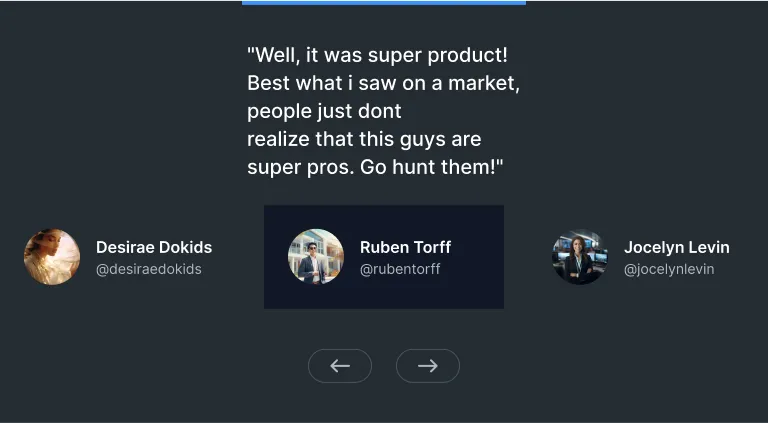 "Well, it was super product!
Best what i saw on a market,
people just dont
realize that this guys are
super pros. Go hunt them!"
Desirae Dokids
@desiraedokids
Ruben Torff
@rubentorff
Jocelyn Levin
@jocelynlevin